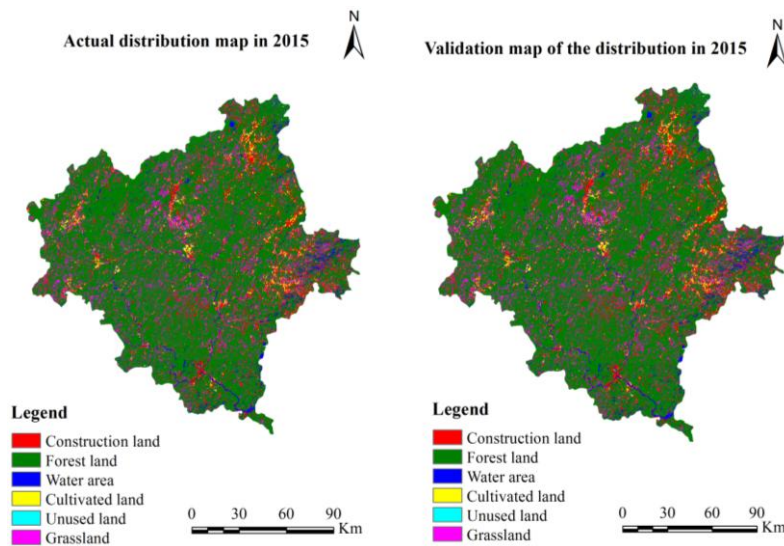 N
Actual distribution map in 2015
Legend
Construction land
Forest land
Water area
Cultivated land
Unused land
Grassland
0 30 60 90
Km
N
Validation map of the distribution in 2015
Legend
Construction land
Forest land
Water area
Cultivated land
Unused land
Grassland
0 30 60 90
Km